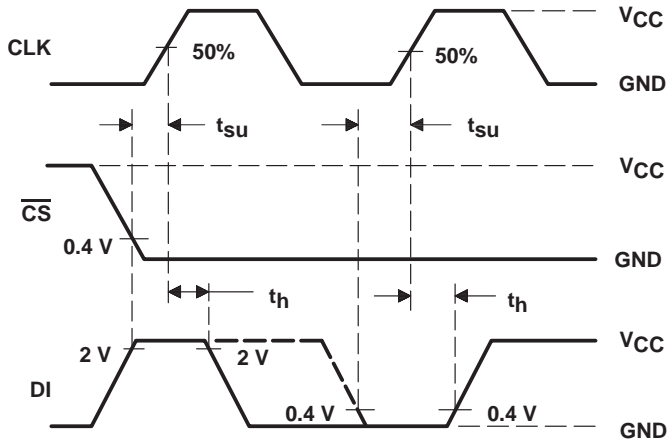 VCC
CLK
50%
50%
GND
tsu
tsu
VCC
CS
0.4 V
GND
th
th
VCC
2 V
2 V
DI
0.4 V
0.4 V
GND